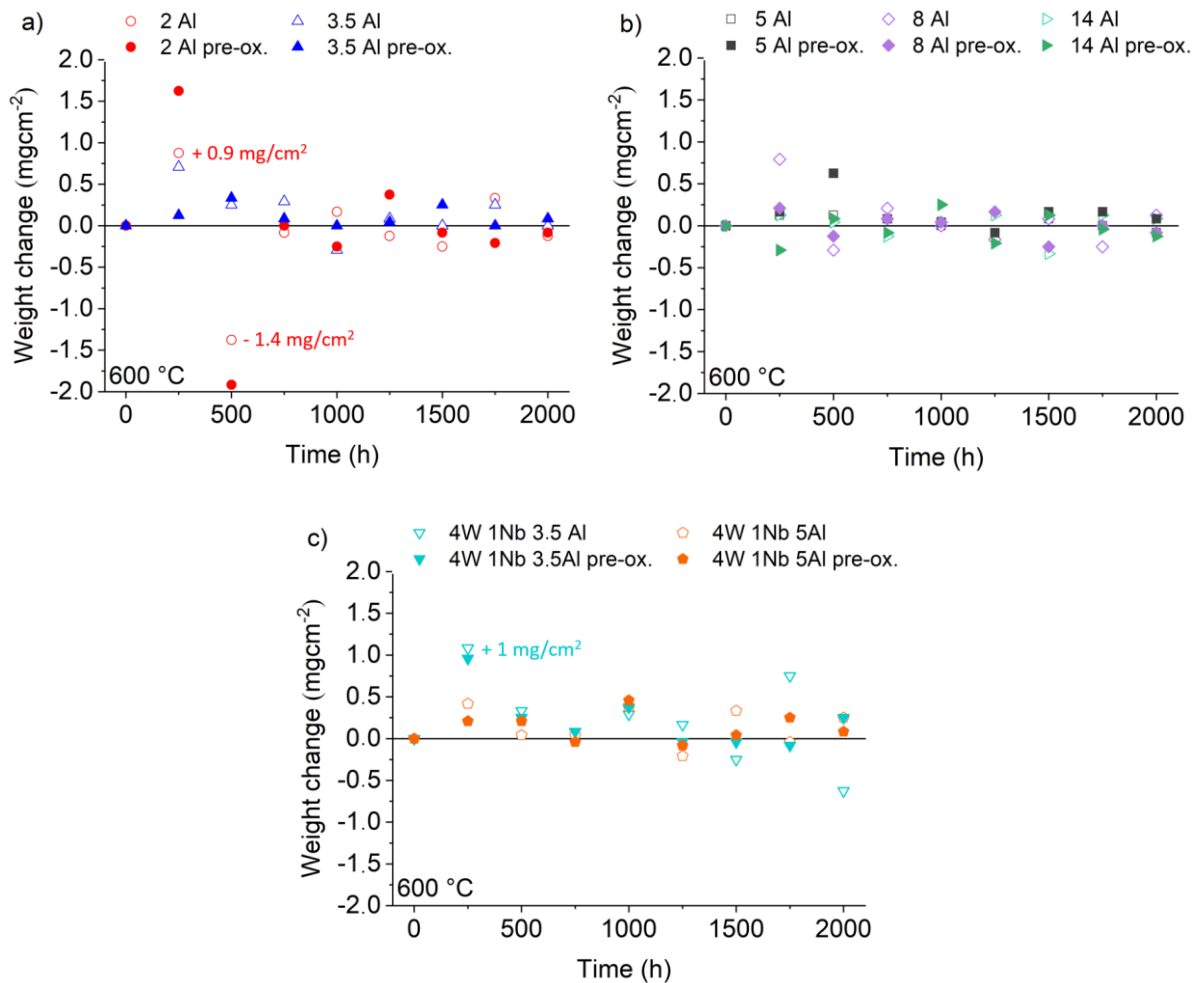 a)
2 Al
3.5 Al
2 Al pre-ox.
3.5 Al pre-ox.
2.0
1.5
1.0
0.5
0.0
-0.5
-1.0
-1.5
-2.0
Weight change (mgcm-2)
+ 0.9 mg/cm2
- 1.4 mg/cm2
600 °C
0
500
1000
1500
2000
Time (h)
b)
5 Al
8 Al
14 Al
5 Al pre-ox.
8 Al pre-ox.
14 Al pre-ox.
2.0
1.5
1.0
0.5
0.0
-0.5
-1.0
-1.5
-2.0
Weight change (mgcm-2)
600 °C
0
500
1000
1500
2000
Time (h)
c)
4W 1Nb 3.5 Al
4W 1Nb 5Al
4W 1Nb 3.5Al pre-ox.
4W 1Nb 5Al pre-ox.
2.0
1.5
1.0
0.5
0.0
-0.5
-1.0
-1.5
-2.0
Weight change (mgcm-2)
+ 1 mg/cm2
600 °C
0
500
1000
1500
2000
Time (h)